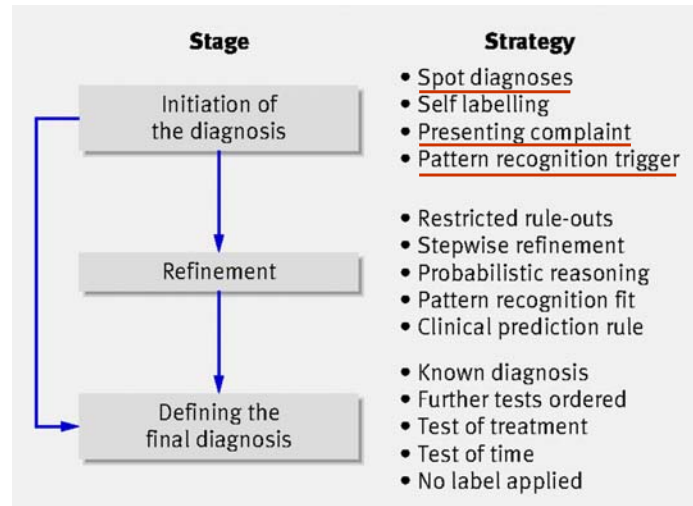 Stage
Strategy
Initiation of
the diagnosis
• Spot diagnoses
• Self labelling
• Presenting complaint
• Pattern recognition trigger
Refinement
• Restricted rule-outs
• Stepwise refinement
• Probabilistic reasoning
• Pattern recognition fit
• Clinical prediction rule
Defining the
final diagnosis
• Known diagnosis
• Further tests ordered
• Test of treatment
• Test of time
• No label applied